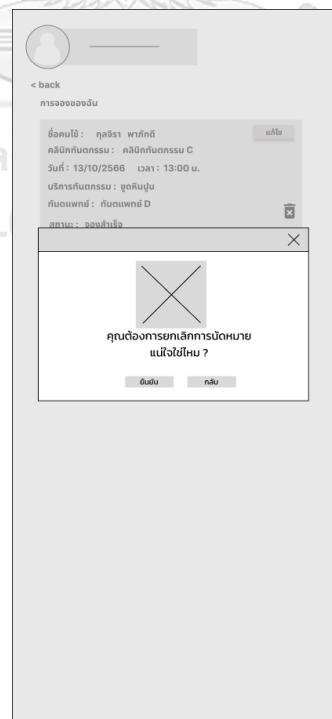 < back
การจองของฉัน
ชื่อคนไข้ : กุลจิรา พาภักดี
แก้ไข
คลินิกทันตกรรม : คลินิกทันตกรรม C
วันที่ : 13/10/2566 เวลา : 13:00 น.
บริการทันตกรรม : ขูดหินปูน
ทันตแพทย์ : ทันตแพทย์ D
สถานะ : จองสำเร็จ
คุณต้องการยกเลิกการนัดหมาย
แน่ใจใช่ไหม ?
ยืนยัน กลับ